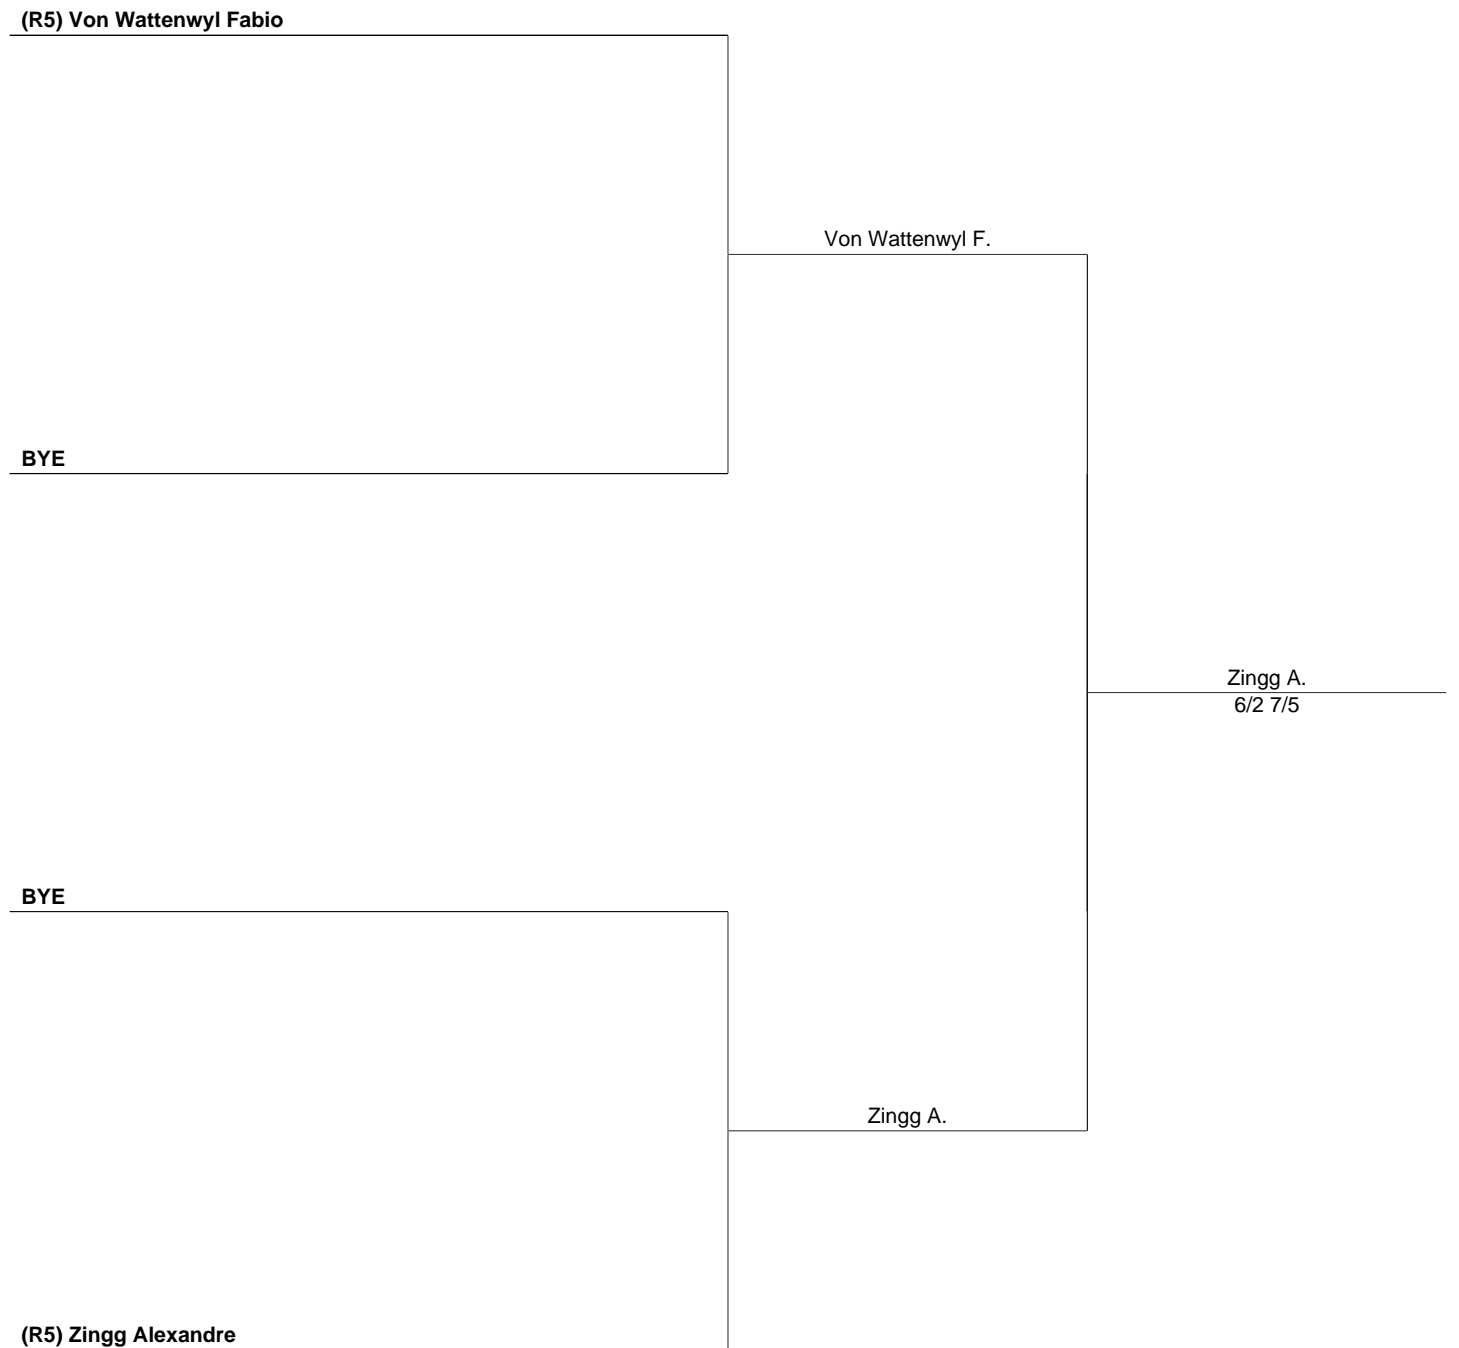 (R5) Von Wattenwyl Fabio
Von Wattenwyl F.
BYE
Zingg A.
6/2 7/5
BYE
Zingg A.
(R5) Zingg Alexandre